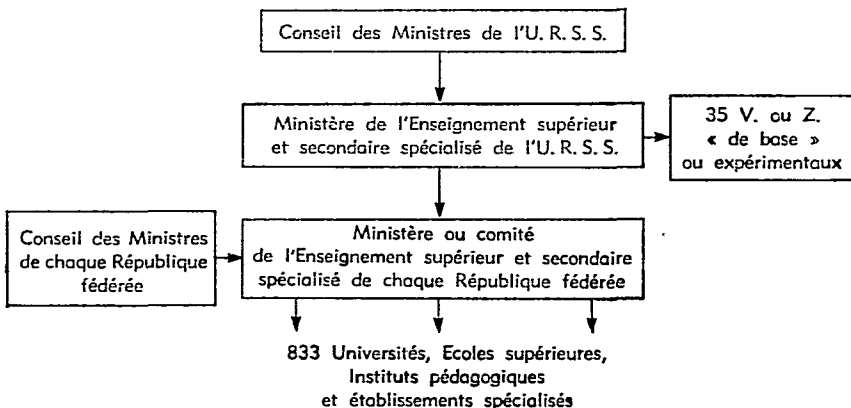 Conseil des Ministres de l'U. R. S. S.
Ministère de l'Enseignement supérieur
et secondaire spécialisé de l'U. R. S. S.
35 V. ou Z.
« de base »
ou expérimentaux
Conseil des Ministres
de chaque République
fédérée
Ministère ou comité
de l'Enseignement supérieur et secondaire
spécialisé de chaque République fédérée
833 Universités, Ecoles supérieures,
Instituts pédagogiques
et établissements spécialisés